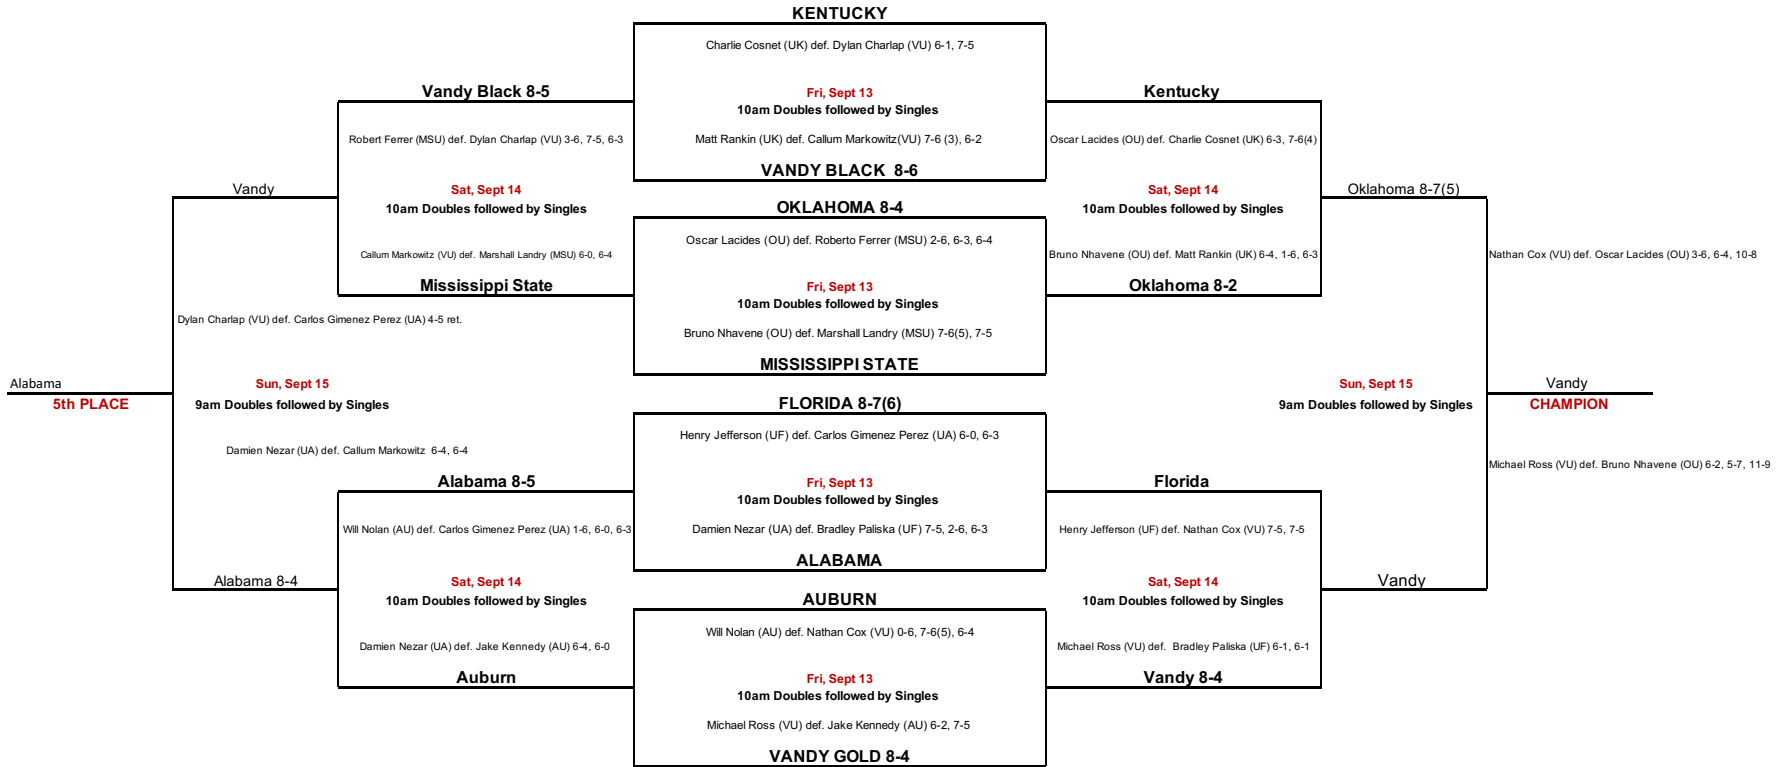 KENTUCKY
Charlie Cosnet (UK) def. Dylan Charlap (VU) 6-1, 7-5
Vandy Black 8-5
Fri, Sept 13
Kentucky
10am Doubles followed by Singles
Robert Ferrer (MSU) def. Dylan Charlap (VU) 3-6, 7-5, 6-3
Matt Rankin (UK) def. Callum Markowitz(VU) 7-6 (3), 6-2
Oscar Lacides (OU) def. Charlie Cosnet (UK) 6-3, 7-6(4)
VANDY BLACK  8-6
Vandy
Sat, Sept 14
Sat, Sept 14
Oklahoma 8-7(5)
10am Doubles followed by Singles
OKLAHOMA 8-4
10am Doubles followed by Singles
Oscar Lacides (OU) def. Roberto Ferrer (MSU) 2-6, 6-3, 6-4
Callum Markowitz (VU) def. Marshall Landry (MSU) 6-0, 6-4
Bruno Nhavene (OU) def. Matt Rankin (UK) 6-4, 1-6, 6-3
Nathan Cox (VU) def. Oscar Lacides (OU) 3-6, 6-4, 10-8
Mississippi State
Fri, Sept 13
Oklahoma 8-2
10am Doubles followed by Singles
Dylan Charlap (VU) def. Carlos Gimenez Perez (UA) 4-5 ret.
Bruno Nhavene (OU) def. Marshall Landry (MSU) 7-6(5), 7-5
MISSISSIPPI STATE
Alabama
Sun, Sept 15
Sun, Sept 15
Vandy
5th PLACE
9am Doubles followed by Singles
FLORIDA 8-7(6)
9am Doubles followed by Singles
CHAMPION
Henry Jefferson (UF) def. Carlos Gimenez Perez (UA) 6-0, 6-3
Damien Nezar (UA) def. Callum Markowitz  6-4, 6-4
Michael Ross (VU) def. Bruno Nhavene (OU) 6-2, 5-7, 11-9
Alabama 8-5
Fri, Sept 13
Florida
10am Doubles followed by Singles
Will Nolan (AU) def. Carlos Gimenez Perez (UA) 1-6, 6-0, 6-3
Damien Nezar (UA) def. Bradley Paliska (UF) 7-5, 2-6, 6-3
Henry Jefferson (UF) def. Nathan Cox (VU) 7-5, 7-5
ALABAMA
Alabama 8-4
Sat, Sept 14
Sat, Sept 14
Vandy
10am Doubles followed by Singles
AUBURN
10am Doubles followed by Singles
Will Nolan (AU) def. Nathan Cox (VU) 0-6, 7-6(5), 6-4
Damien Nezar (UA) def. Jake Kennedy (AU) 6-4, 6-0
Michael Ross (VU) def.  Bradley Paliska (UF) 6-1, 6-1
Auburn
Fri, Sept 13
Vandy 8-4
10am Doubles followed by Singles
Michael Ross (VU) def. Jake Kennedy (AU) 6-2, 7-5
VANDY GOLD 8-4